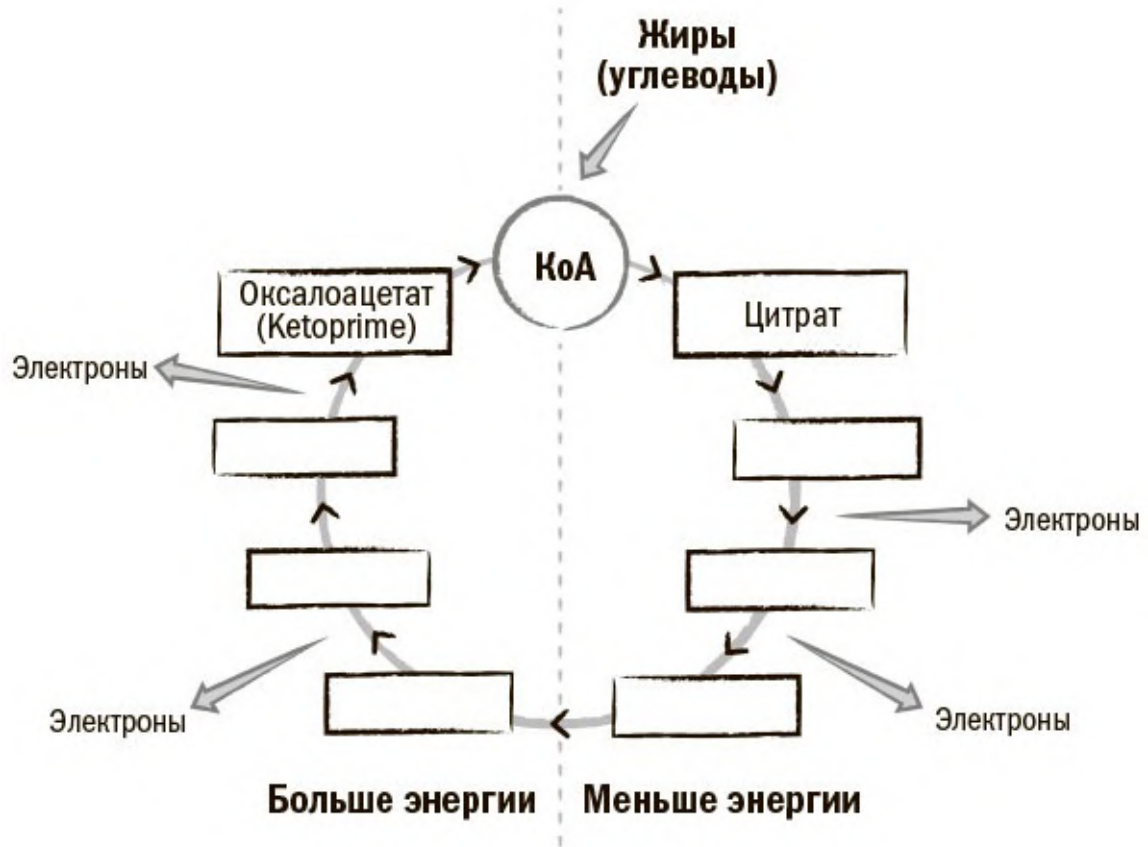 Жиры
(углеводы)
КоА
Оксалоацетат
(Ketoprime)
Цитрат
Электроны
Электроны
Электроны
Электроны
Больше энергии
Меньше энергии